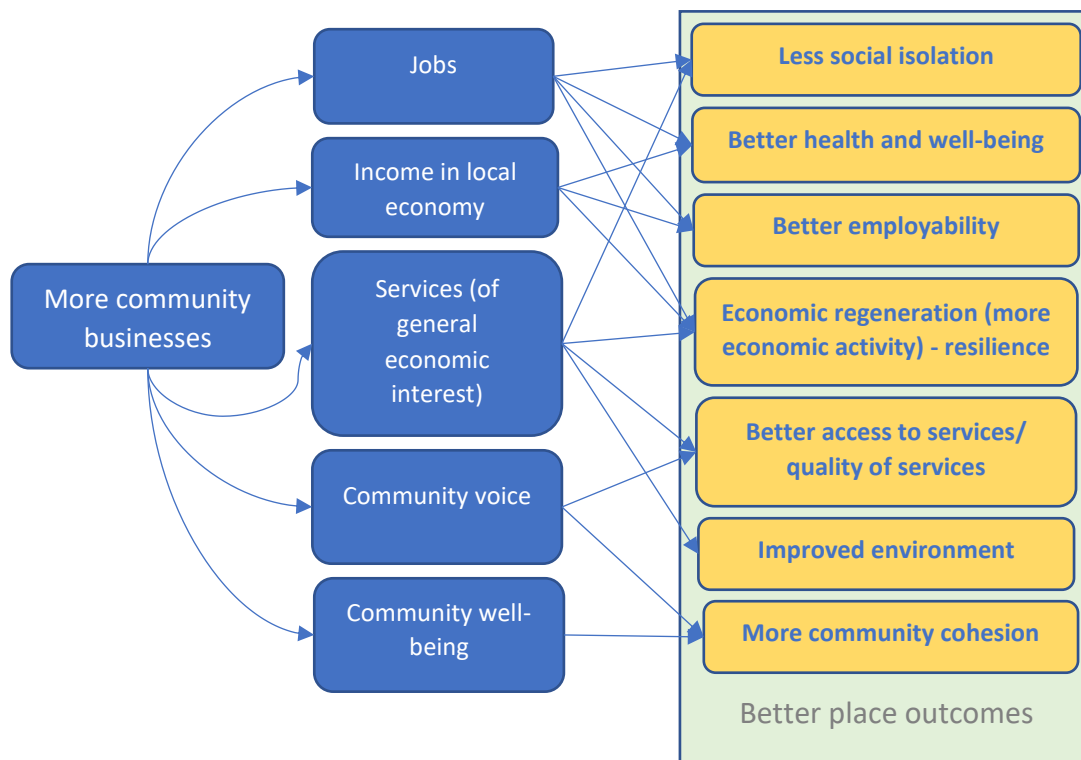 More community
businesses
Jobs
Income in local
economy
Services (of
general
economic
interest)
Community voice
Community well-
being
Less social isolation
Better health and well-being
Better employability
Economic regeneration (more
economic activity) - resilience
Better access to services/
quality of services
Improved environment
More community cohesion
Better place outcomes